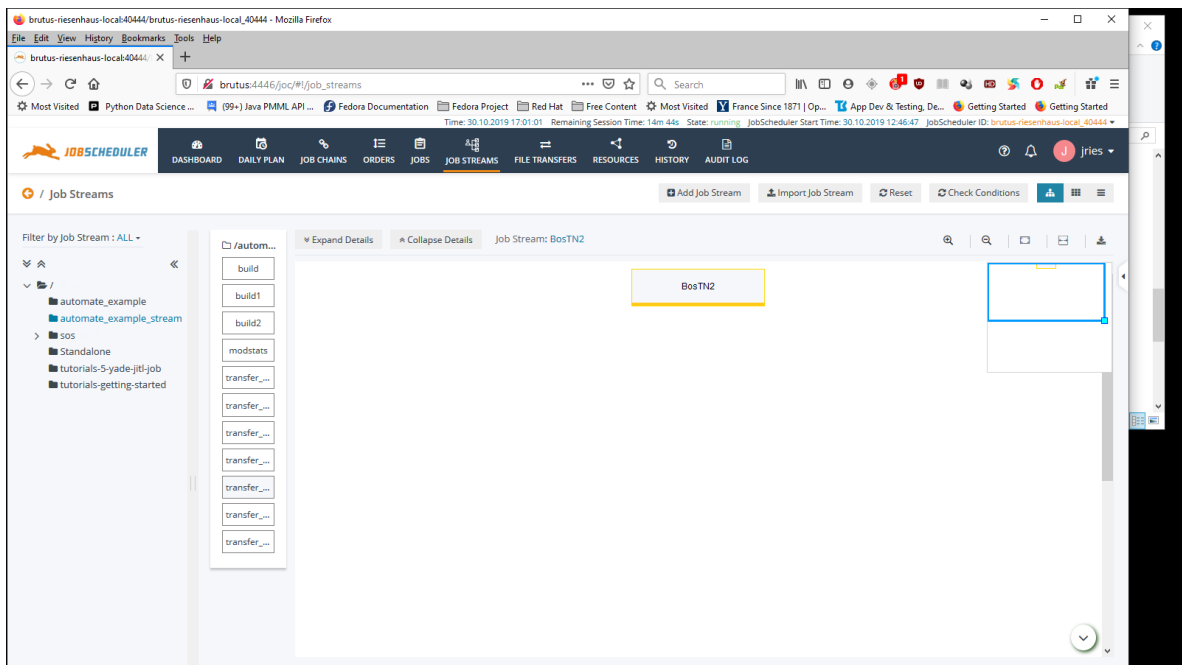 brutus-riesenhaus-local:40444/brutus-riesenhaus-local_40444 - Mozilla Firefox
File Edit View History Bookmarks Tools Help
brutus-riesenhaus-local:40444/
brutus:4446/joc/#!/job_streams
Search
Most Visited Python Data Science ... (99+) Java PMML API ... Fedora Documentation Fedora Project Red Hat Free Content Most Visited France Since 1871 | Op... App Dev & Testing, De... Getting Started Getting Started
Time: 30.10.2019 17:01:01 Remaining Session Time: 14m 44s State: running JobScheduler Start Time: 30.10.2019 12:46:47 JobScheduler ID: brutus-riesenhaus-local_40444
JOBSCHEDULER
DASHBOARD DAILY PLAN JOB CHAINS ORDERS JOBS JOB STREAMS FILE TRANSFERS RESOURCES HISTORY AUDIT LOG
J jries
/ Job Streams
Add Job Stream Import Job Stream Reset Check Conditions
Filter by Job Stream : ALL
/
automate_example
automate_example_stream
sos
Standalone
tutorials-5-yade-jitl-job
tutorials-getting-started
/autom...
build
build1
build2
modstats
transfer_...
transfer_...
transfer_...
transfer_...
transfer_...
transfer_...
transfer_...
Expand Details Collapse Details Job Stream: BosTN2
BosTN2